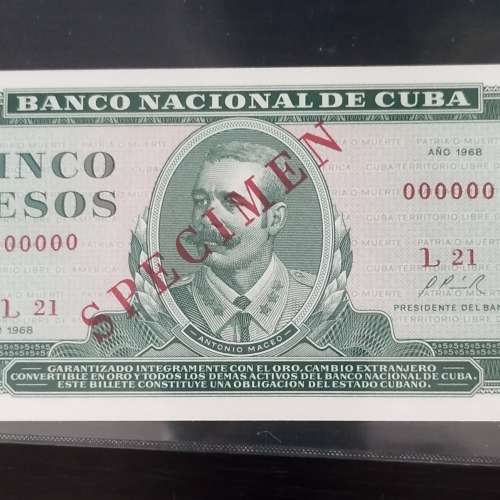 BANCO NACIONAL DE CUBA
INCO
PESOS
AÑO 1968
000000
00000
SPECIMEN
L 21
L 21
1968
PRESIDENTE DEL BAN
ANTONIO MACEO
GARANTIZADO INTEGRAMENTE CON EL ORO, CAMBIO EXTRANJERO
CONVERTIBLE EN ORO Y TODOS LOS DEMAS ACTIVOS DEL BANCO NACIONAL DE CUBA.
ESTE BILLETE CONSTITUYE UNA OBLIGACION DEL ESTADO CUBANO.